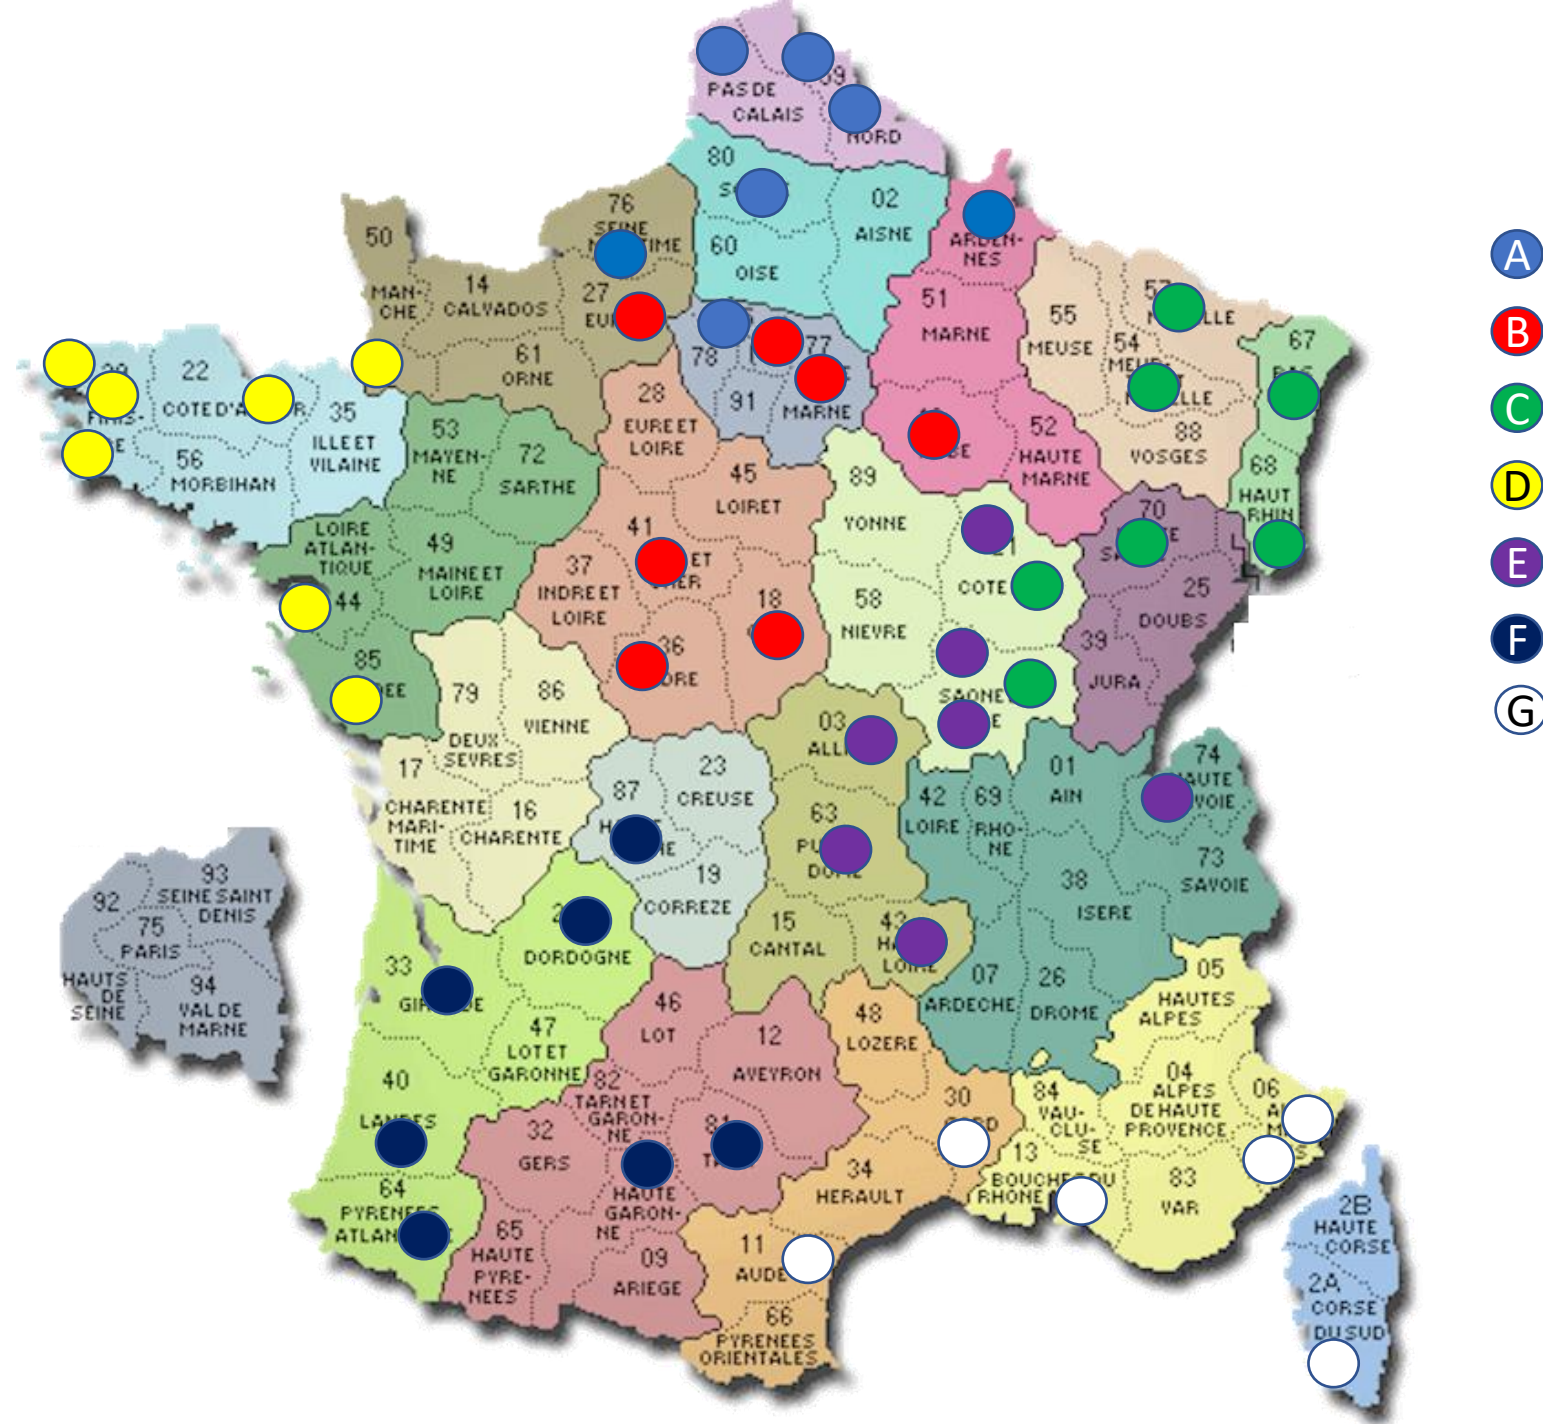 PAS DE
CALAIS
NORD
80
02
AISNE
60
OISE
76
SEINE
50
MAN-
CHE
14
CALVADOS
27
61
ORNE
ARDEN-
NES
51
MARNE
52
HAUTE
MARNE
55
MEUSE
54
88
VOSGES
67
68
HAUT
RHIN
78
77
91
MARNE
22
35
ILLE ET
VILAINE
56
MORBIHAN
53
MAYEN-
NE
72
SARTHE
LOIRE
ATLAN-
TIQUE
44
49
MAINE ET
LOIRE
85
28
EURE ET
LOIRE
45
LOIRET
41
37
INDRE ET
LOIRE
18
36
89
YONNE
58
NIEVRE
COTE
SAONE
70
25
DOUBS
39
JURA
79
DEUX
SEVRES
86
VIENNE
17
CHARENTE
MARI-
TIME
16
CHARENTE
87
23
CREUSE
19
CORREZE
03
63
DOME
15
CANTAL
LOIRE
42
LOIRE
69
RHO-
NE
01
AIN
74
73
SAVOIE
38
ISERE
07
ARDECHE
26
DROME
92
HAUTS
DE
SEINE
93
SEINE SAINT
DENIS
75
PARIS
94
VAL DE
MARNE
33
DORDOGNE
47
LOT ET
GARONNE
40
LANDES
64
PYRENEES
46
LOT
12
AVEYRON
82
TARN ET
GARON-
NE
81
32
GERS
HAUTE
GARON-
NE
65
HAUTE
PYRE-
NEES
09
ARIEGE
48
LOZERE
30
34
HERAULT
11
AUDE
66
PYRENEES
ORIENTALES
05
HAUTES
ALPES
04
ALPES
DE HAUTE
PROVENCE
06
84
VAU-
CLU-
SE
13
BOUCHES DU
RHONE
83
VAR
2B
HAUTE
CORSE
2A
CORSE
DU SUD
A
B
C
D
E
F
G